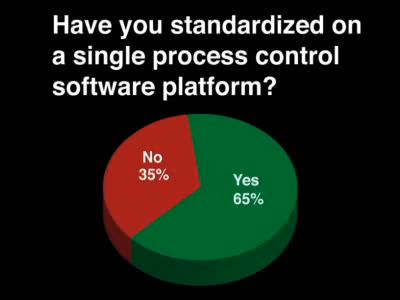 Have you standardized on
a single process control
software platform?
No
35%
Yes
65%